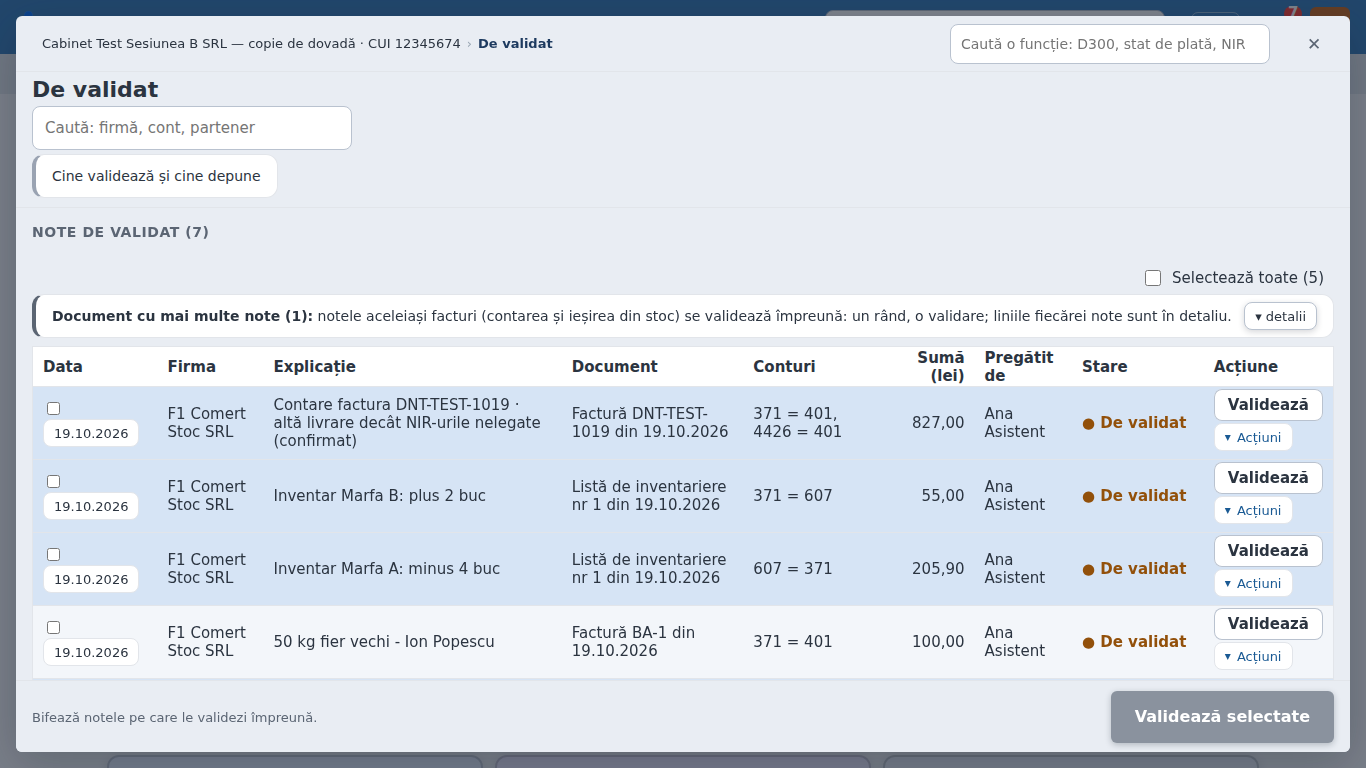 7
Cabinet Test Sesiunea B SRL — copie de dovadă · CUI 12345674 › De validat
Caută o funcție: D300, stat de plată, NIR
✕
De validat
Caută: firmă, cont, partener
Cine validează și cine depune
NOTE DE VALIDAT (7)
Selectează toate (5)
Document cu mai multe note (1): notele aceleiași facturi (contarea și ieșirea din stoc) se validează împreună: un rând, o validare; liniile fiecărei note sunt în detaliu.
▾ detalii
Data
Firma
Explicație
Document
Conturi
Sumă
(lei)
Pregătit
de
Stare
Acțiune
19.10.2026
F1 Comert
Stoc SRL
Contare factura DNT-TEST-1019 ·
altă livrare decât NIR-urile nelegate
(confirmat)
Factură DNT-TEST-
1019 din 19.10.2026
371 = 401,
4426 = 401
827,00
Ana
Asistent
● De validat
Validează
▾ Acțiuni
19.10.2026
F1 Comert
Stoc SRL
Inventar Marfa B: plus 2 buc
Listă de inventariere
nr 1 din 19.10.2026
371 = 607
55,00
Ana
Asistent
● De validat
Validează
▾ Acțiuni
19.10.2026
F1 Comert
Stoc SRL
Inventar Marfa A: minus 4 buc
Listă de inventariere
nr 1 din 19.10.2026
607 = 371
205,90
Ana
Asistent
● De validat
Validează
▾ Acțiuni
19.10.2026
F1 Comert
Stoc SRL
50 kg fier vechi - Ion Popescu
Factură BA-1 din
19.10.2026
371 = 401
100,00
Ana
Asistent
● De validat
Validează
▾ Acțiuni
Bifează notele pe care le validezi împreună.
Validează selectate